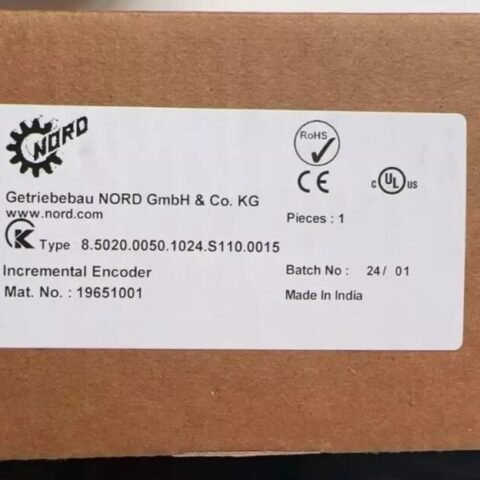 NORD
RoHS
CE
c UL us
Getriebebau NORD GmbH & Co. KG
www.nord.com
Pieces : 1
K Type : 8.5020.0050.1024.S110.0015
Incremental Encoder
Batch No : 24/ 01
Mat. No. : 19651001
Made In India